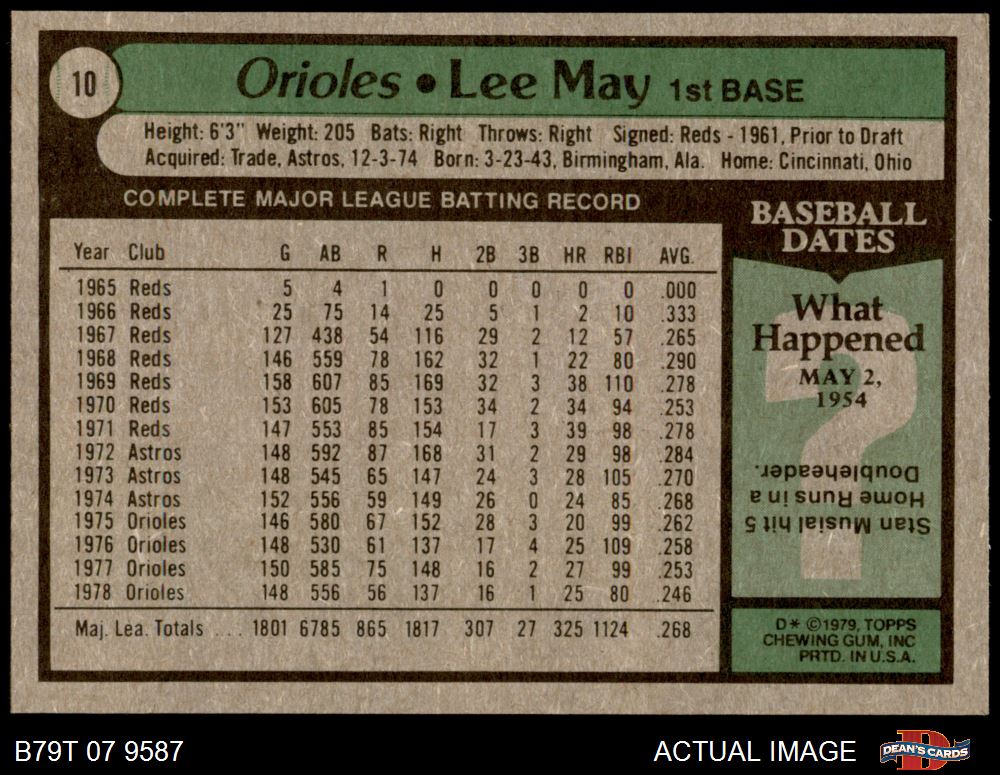 10
Orioles • Lee May 1st BASE
Height: 6'3" Weight: 205 Bats: Right Throws: Right Signed: Reds - 1961, Prior to Draft
Acquired: Trade, Astros, 12-3-74 Born: 3-23-43, Birmingham, Ala. Home: Cincinnati, Ohio
COMPLETE MAJOR LEAGUE BATTING RECORD
Year Club G AB R H 2B 3B HR RBI AVG.
1965 Reds 5 4 1 0 0 0 0 0 .000
1966 Reds 25 75 14 25 5 1 2 10 .333
1967 Reds 127 438 54 116 29 2 12 57 .265
1968 Reds 146 559 78 162 32 1 22 80 .290
1969 Reds 158 607 85 169 32 3 38 110 .278
1970 Reds 153 605 78 153 34 2 34 94 .253
1971 Reds 147 553 85 154 17 3 39 98 .278
1972 Astros 148 592 87 168 31 2 29 98 .284
1973 Astros 148 545 65 147 24 3 28 105 .270
1974 Astros 152 556 59 149 26 0 24 85 .268
1975 Orioles 146 580 67 152 28 3 20 99 .262
1976 Orioles 148 530 61 137 17 4 25 109 .258
1977 Orioles 150 585 75 148 16 2 27 99 .253
1978 Orioles 148 556 56 137 16 1 25 80 .246
Maj. Lea. Totals ... 1801 6785 865 1817 307 27 325 1124 .268
BASEBALL
DATES
What
Happened
MAY 2,
1954
Stan Musial hit 5
Home Runs in a
Doubleheader.
D* ©1979, TOPPS
CHEWING GUM, INC
PRTD. IN U.S.A.
B79T 07 9587
ACTUAL IMAGE
DEAN'S CARDS